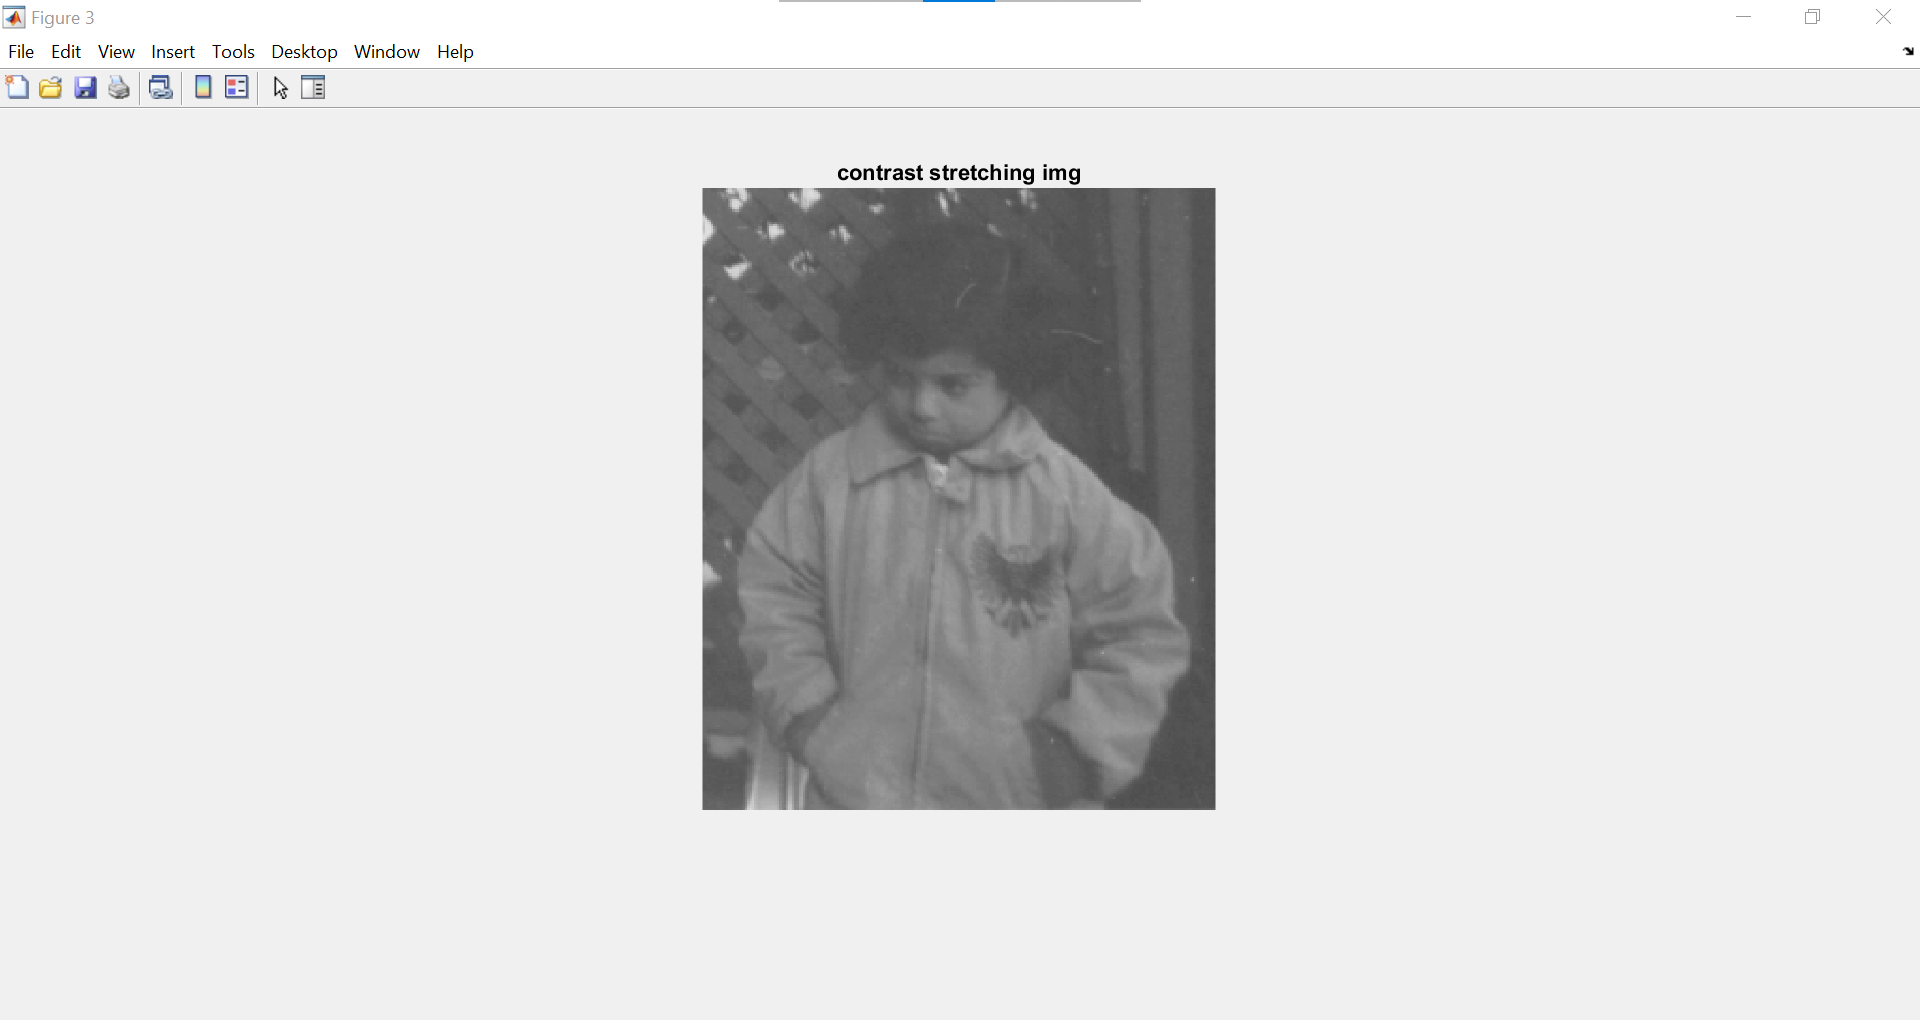 Figure 3
File Edit View Insert Tools Desktop Window Help
contrast stretching img